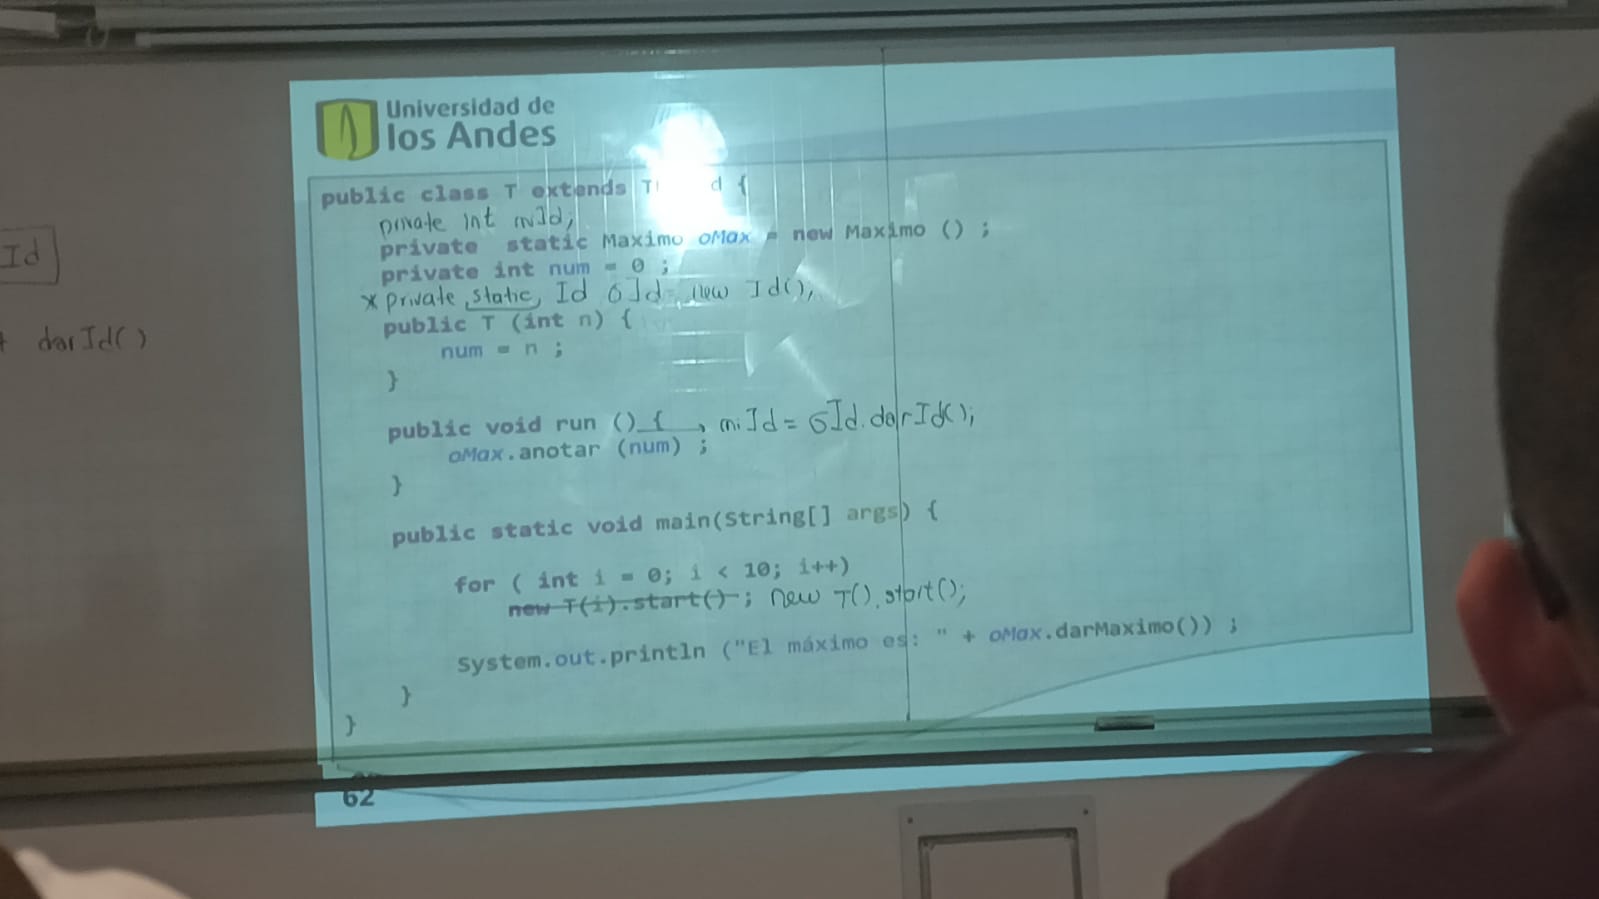 Universidad de
los Andes
Id
darId()
public class T extends {
private int miId;
private static Maximo oMax = new Maximo () ;
private int num = 0 ;
* private static Id oId = new Id();
public T (int n) {
num = n ;
}
public void run () { miId = oId.darId();
oMax.anotar (num) ;
}
public static void main(String[] args) {
for ( int i = 0; i < 10; i++)
new T(i).start() ; new T().start();
System.out.println ("El máximo es: " + oMax.darMaximo()) ;
}
}
62